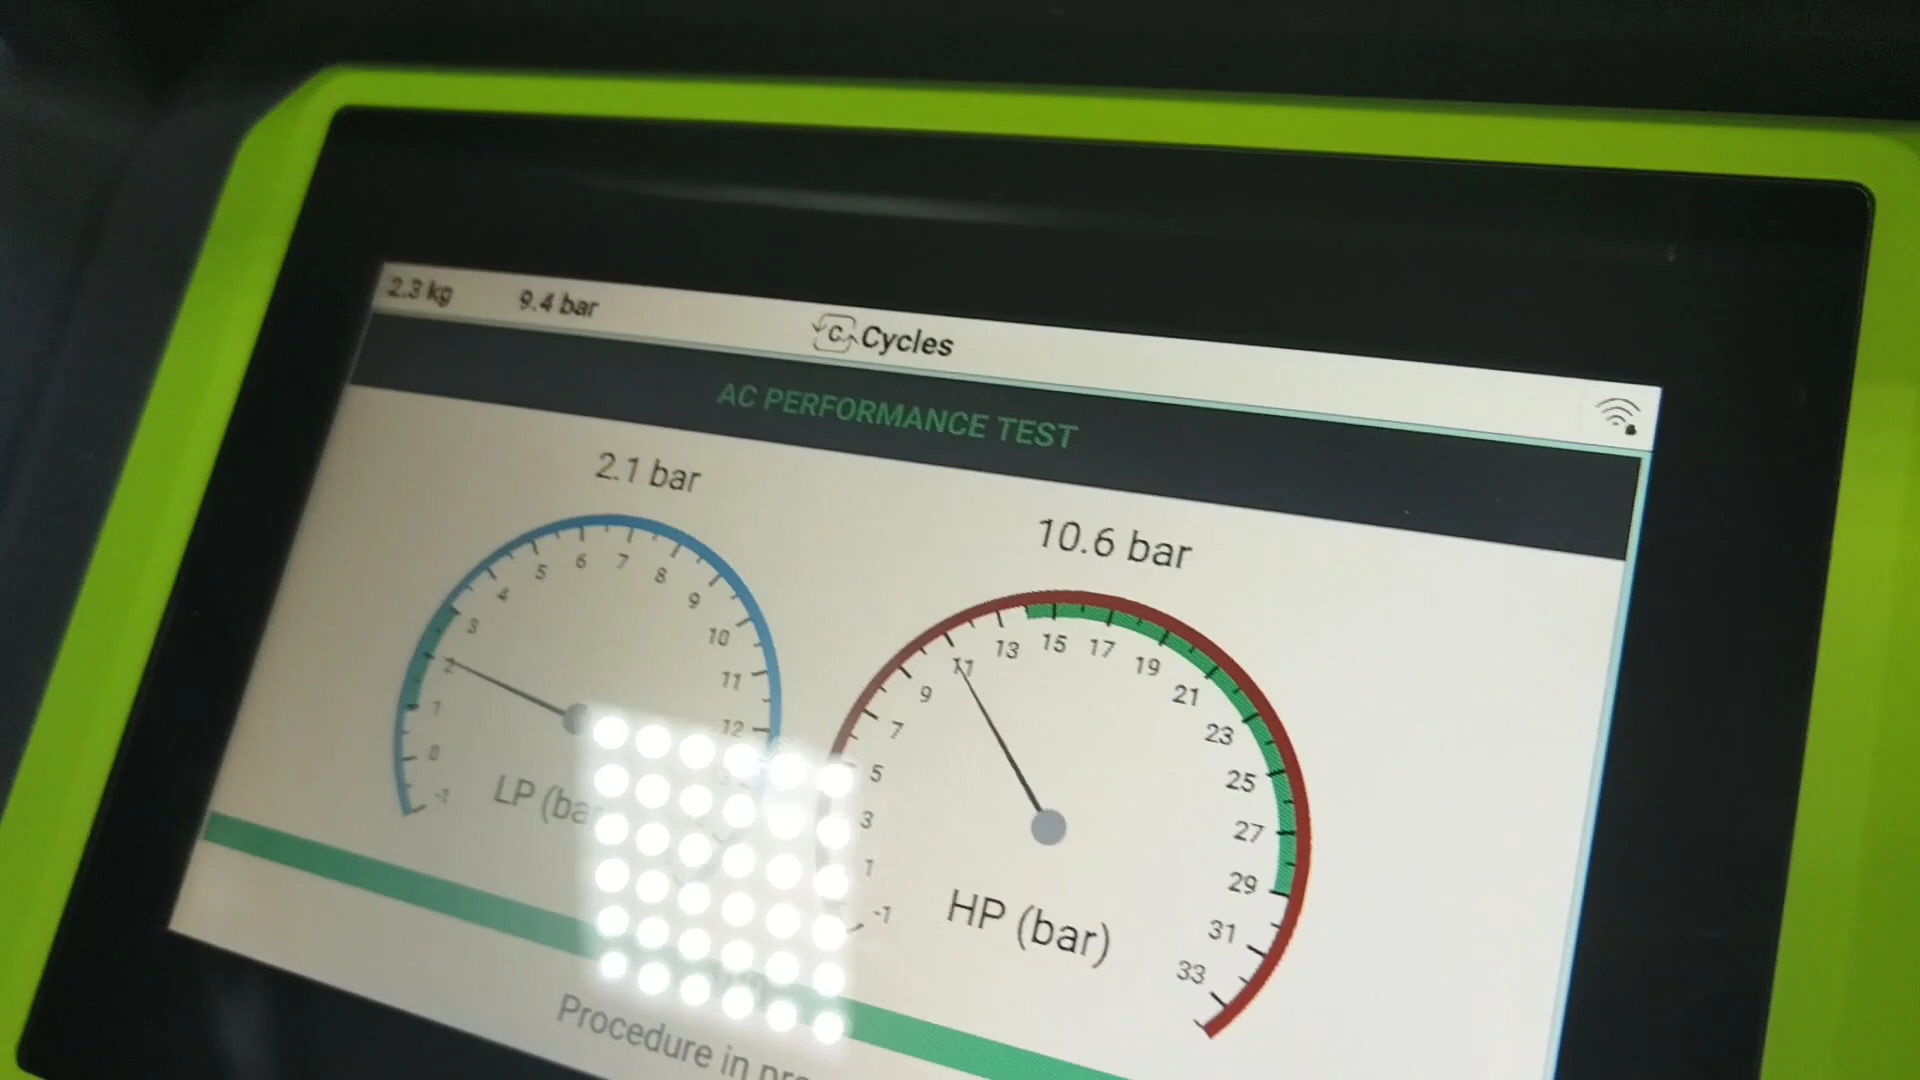 2.3 kg 9.4 bar Cycles
AC PERFORMANCE TEST
2.1 bar
-1 0 1 2 3 4 5 6 7 8 9 10 11 12
LP
10.6 bar
-1 1 3 5 7 9 11 13 15 17 19 21 23 25 27 29 31 33
HP (bar)
Procedure in